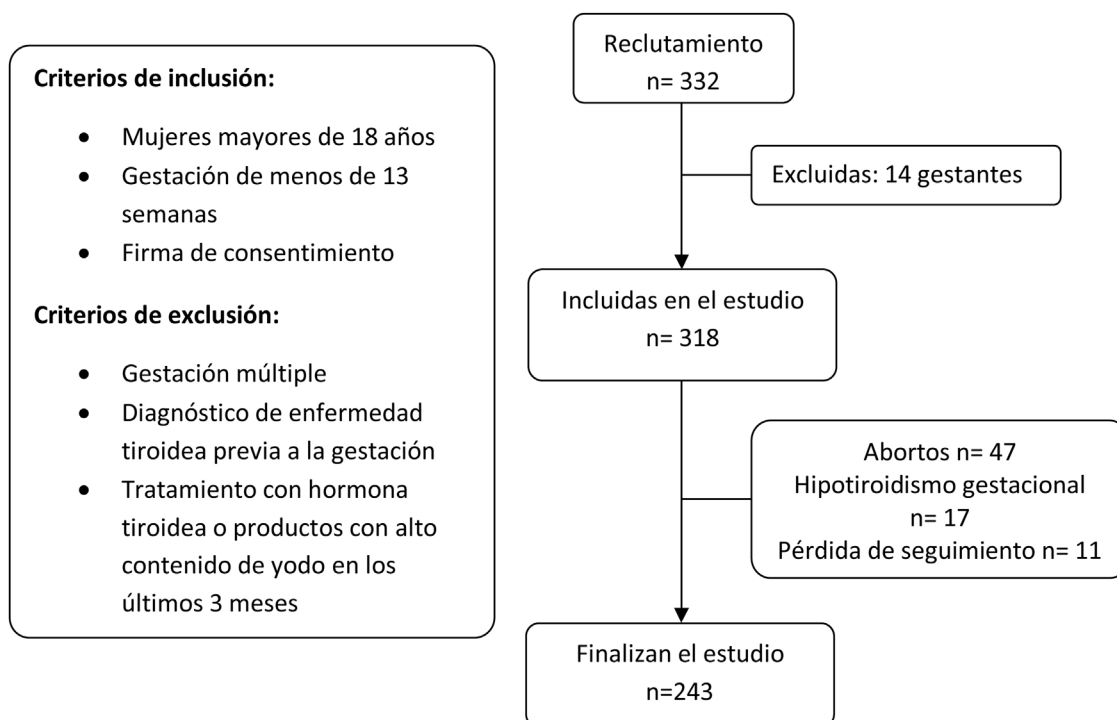 Criterios de inclusión:
• Mujeres mayores de 18 años
• Gestación de menos de 13
semanas
• Firma de consentimiento
Criterios de exclusión:
• Gestación múltiple
• Diagnóstico de enfermedad
tiroidea previa a la gestación
• Tratamiento con hormona
tiroidea o productos con alto
contenido de yodo en los
últimos 3 meses
Reclutamiento
n= 332
Excluidas: 14 gestantes
Incluidas en el estudio
n= 318
Abortos n= 47
Hipotiroidismo gestacional
n= 17
Pérdida de seguimiento n= 11
Finalizan el estudio
n=243